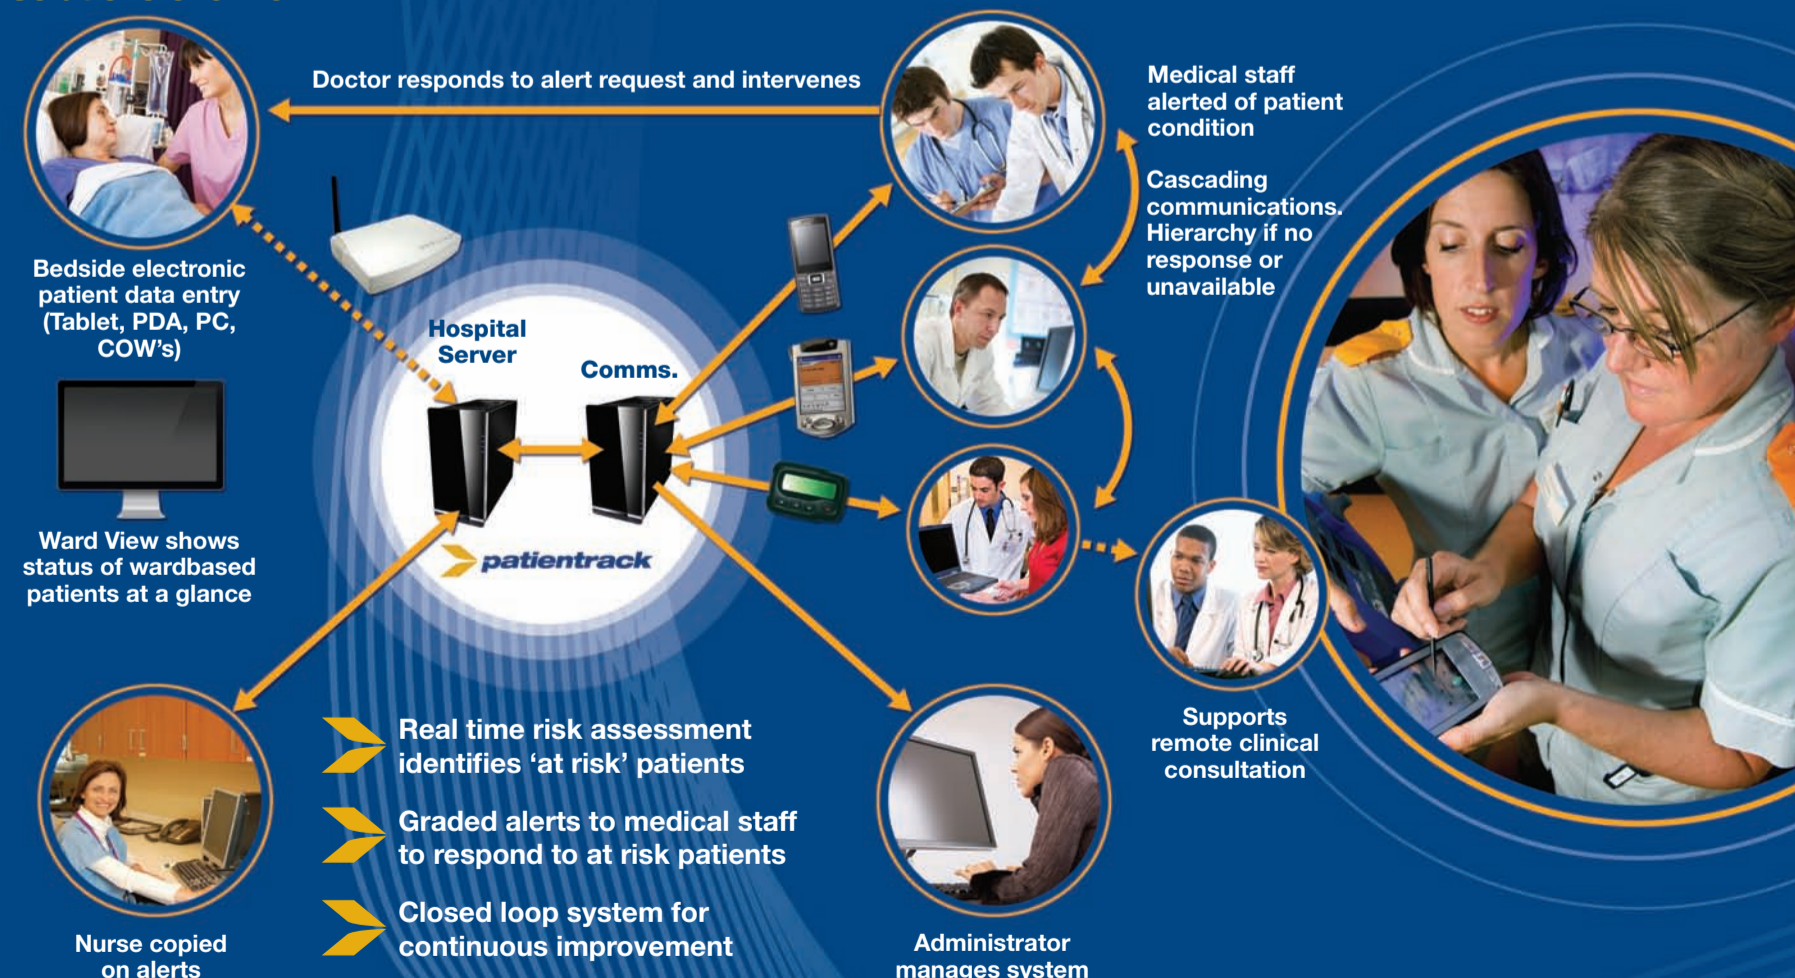 Doctor responds to alert request and intervenes
Medical staff
alerted of patient
condition
Cascading
communications.
Hierarchy if no
response or
unavailable
Bedside electronic
patient data entry
(Tablet, PDA, PC,
COW's)
Hospital
Server
Comms.
Ward View shows
status of wardbased
patients at a glance
patientrack
Supports
remote clinical
consultation
Real time risk assessment
identifies ‘at risk’ patients
Graded alerts to medical staff
to respond to at risk patients
Closed loop system for
continuous improvement
Nurse copied
on alerts
Administrator
manages system